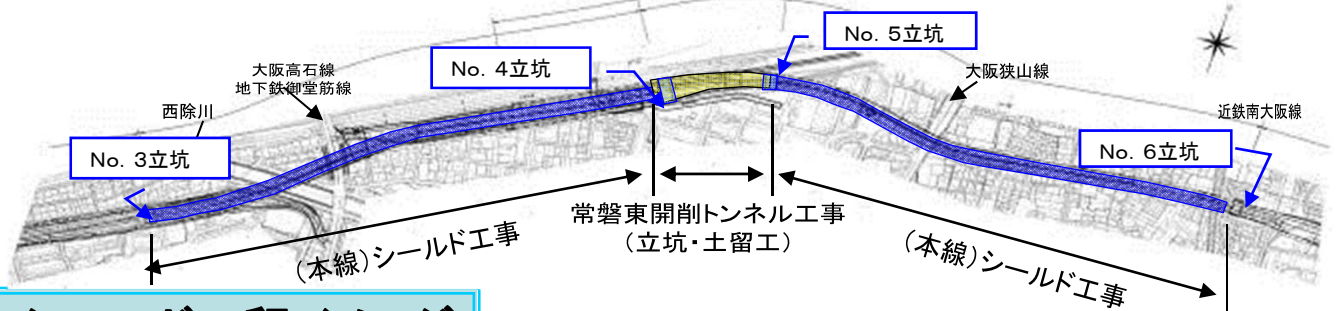 No. 5立坑
No. 4立坑
大阪高石線
地下鉄御堂筋線
大阪狭山線
西除川
近鉄南大阪線
No. 3立坑
No. 6立坑
常磐東開削トンネル工事
(立坑・土留工)
(本線)シールド工事
(本線)シールド工事